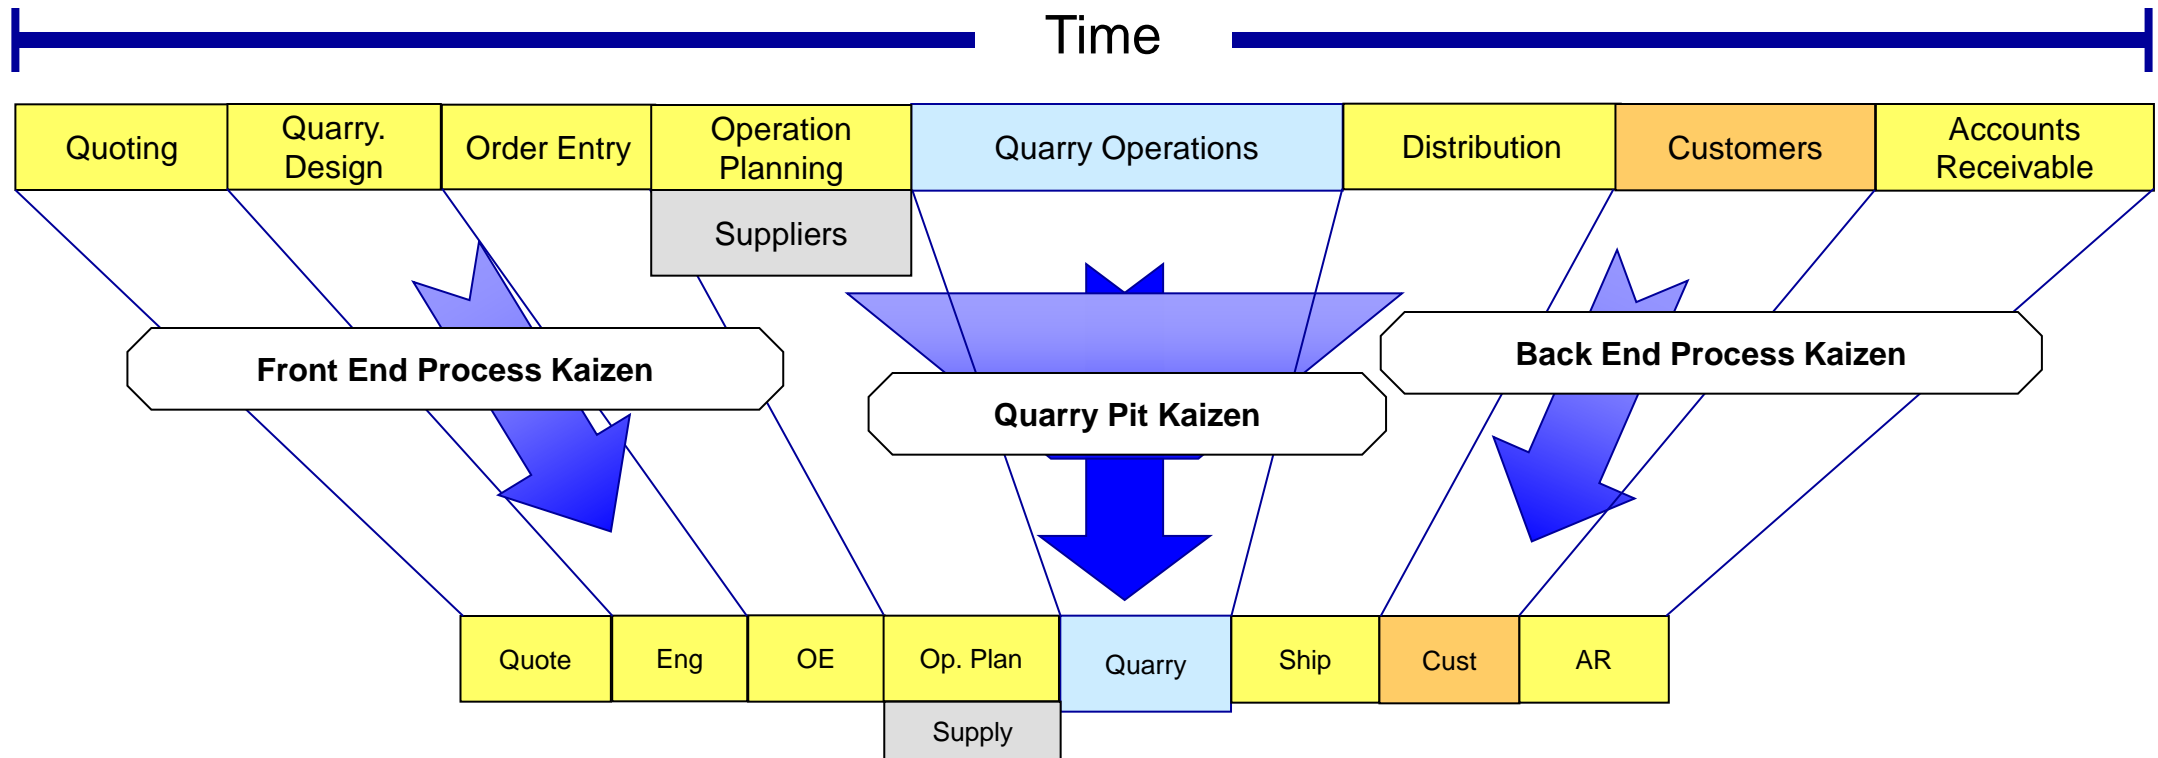 Time
Quoting
Quarry.
Design
Order Entry
Operation
Planning
Quarry Operations
Distribution
Customers
Accounts
Receivable
Suppliers
Front End Process Kaizen
Quarry Pit Kaizen
Back End Process Kaizen
Quote
Eng
OE
Op. Plan
Quarry
Ship
Cust
AR
Supply